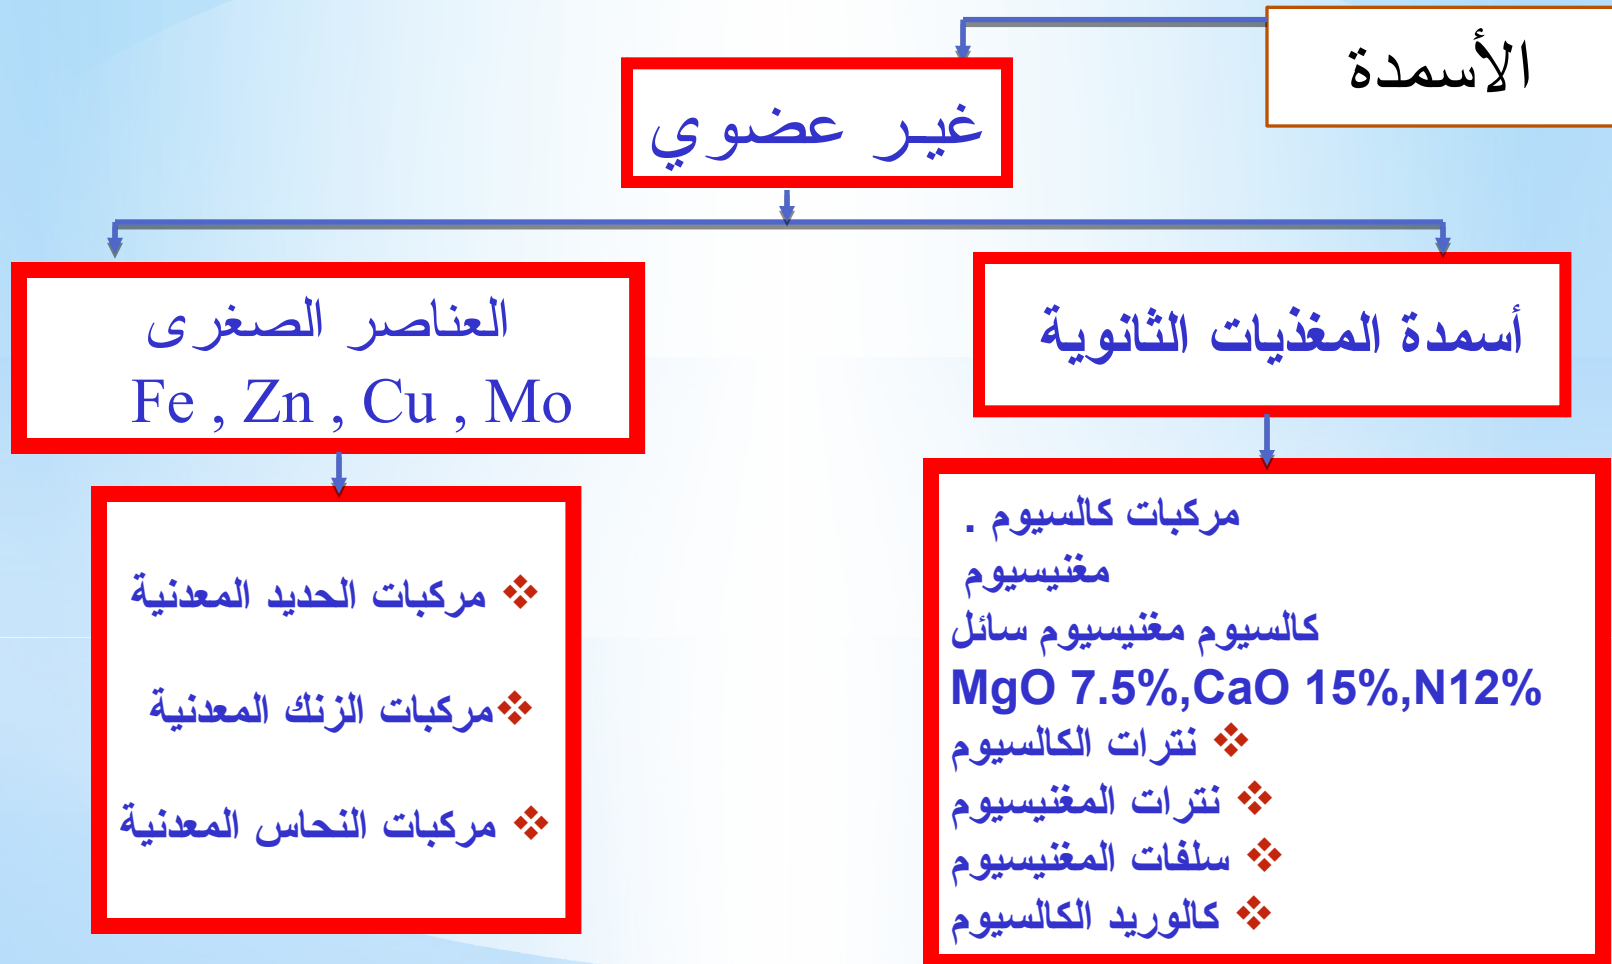 الأسمدة
غير عضوي
أسمدة المغذيات الثانوية
مركبات كالسيوم .
مغنيسيوم
كالسيوم مغنيسيوم سائل
MgO 7.5%,CaO 15%,N12%
❖ نترات الكالسيوم
❖ نترات المغنيسيوم
❖ سلفات المغنيسيوم
❖ كالوريد الكالسيوم
العناصر الصغرى
Fe , Zn , Cu , Mo
❖ مركبات الحديد المعدنية
❖مركبات الزنك المعدنية
❖ مركبات النحاس المعدنية